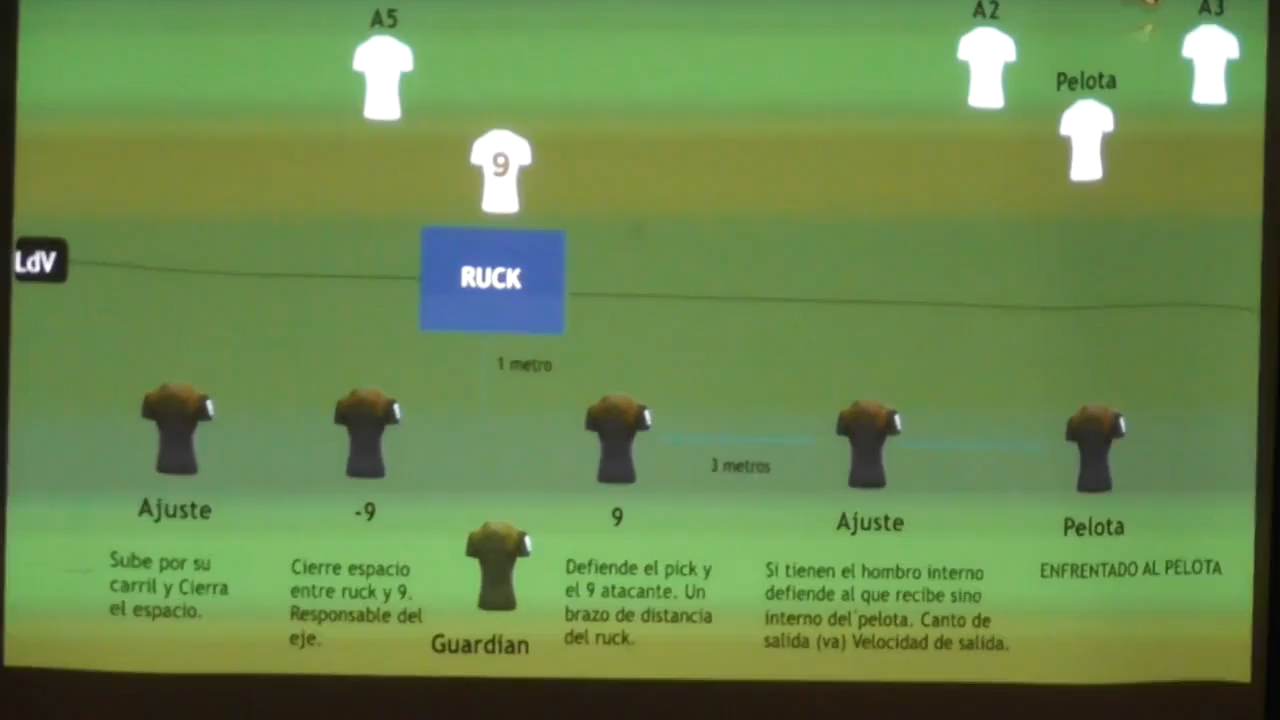 A5
A2
A3
Pelota
9
LdV
RUCK
1 metro
3 metros
Ajuste
-9
9
Ajuste
Pelota
Sube por su
carril y Cierra
el espacio.
Cierre espacio
entre ruck y 9.
Responsable del
eje.
Guardian
Defiende el pick y
el 9 atacante. Un
brazo de distancia
del ruck.
Si tienen el hombro interno
defiende al que recibe sino
interno del pelota. Canto de
salida (va) Velocidad de salida.
ENFRENTADO AL PELOTA